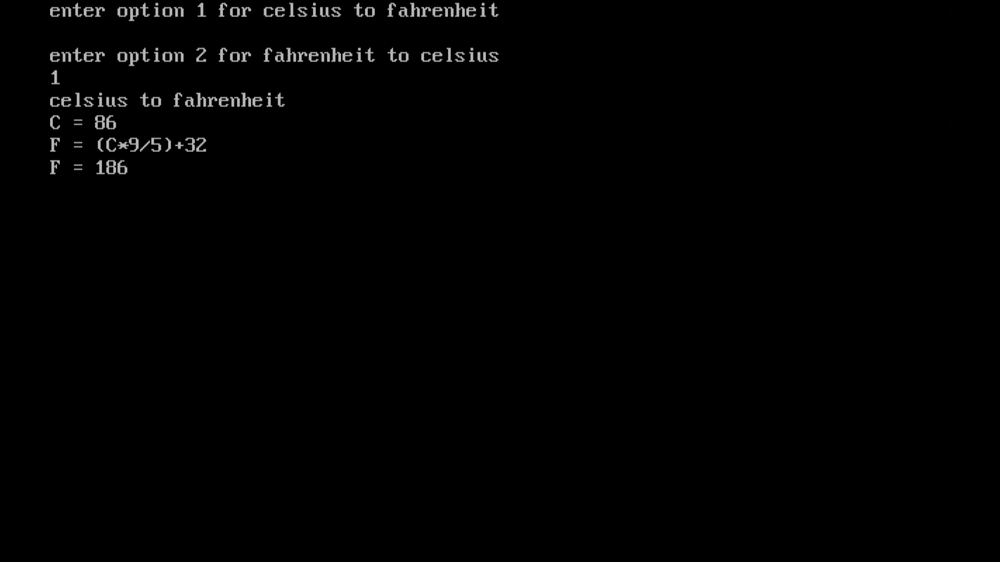 enter option 1 for celsius to fahrenheit
enter option 2 for fahrenheit to celsius
1
celsius to fahrenheit
C = 86
F = (C*9/5)+32
F = 186